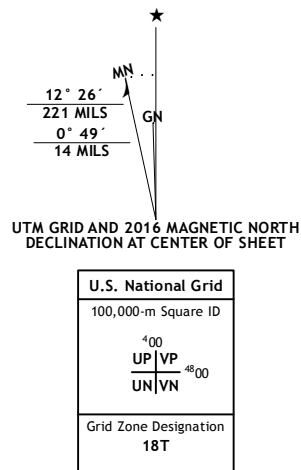 ★
MN
12° 26´
221 MILS
GN
0° 49´
14 MILS
UTM GRID AND 2016 MAGNETIC NORTH
DECLINATION AT CENTER OF SHEET
U.S. National Grid
100,000-m Square ID
⁴00
UP VP
⁴⁸00
UN VN
Grid Zone Designation
18T